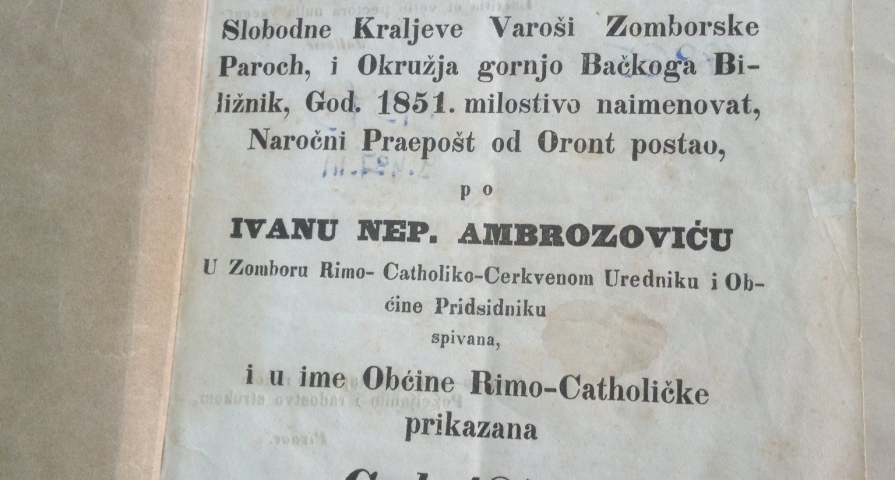 Slobodne Kraljeve Varoši Zomborske
Paroch, i Okružja gornjo Bačkoga Bi-
ližnik, God. 1851. milostivo naimenovat,
Naročni Praepošt od Oront postao,
po
IVANU NEP. AMBROZOVIĆU
U Zomboru Rimo- Catholiko-Cerkvenom Uredniku i Ob-
ćine Pridsidniku
spivana,
i u ime Obćine Rimo-Catholičke
prikazana